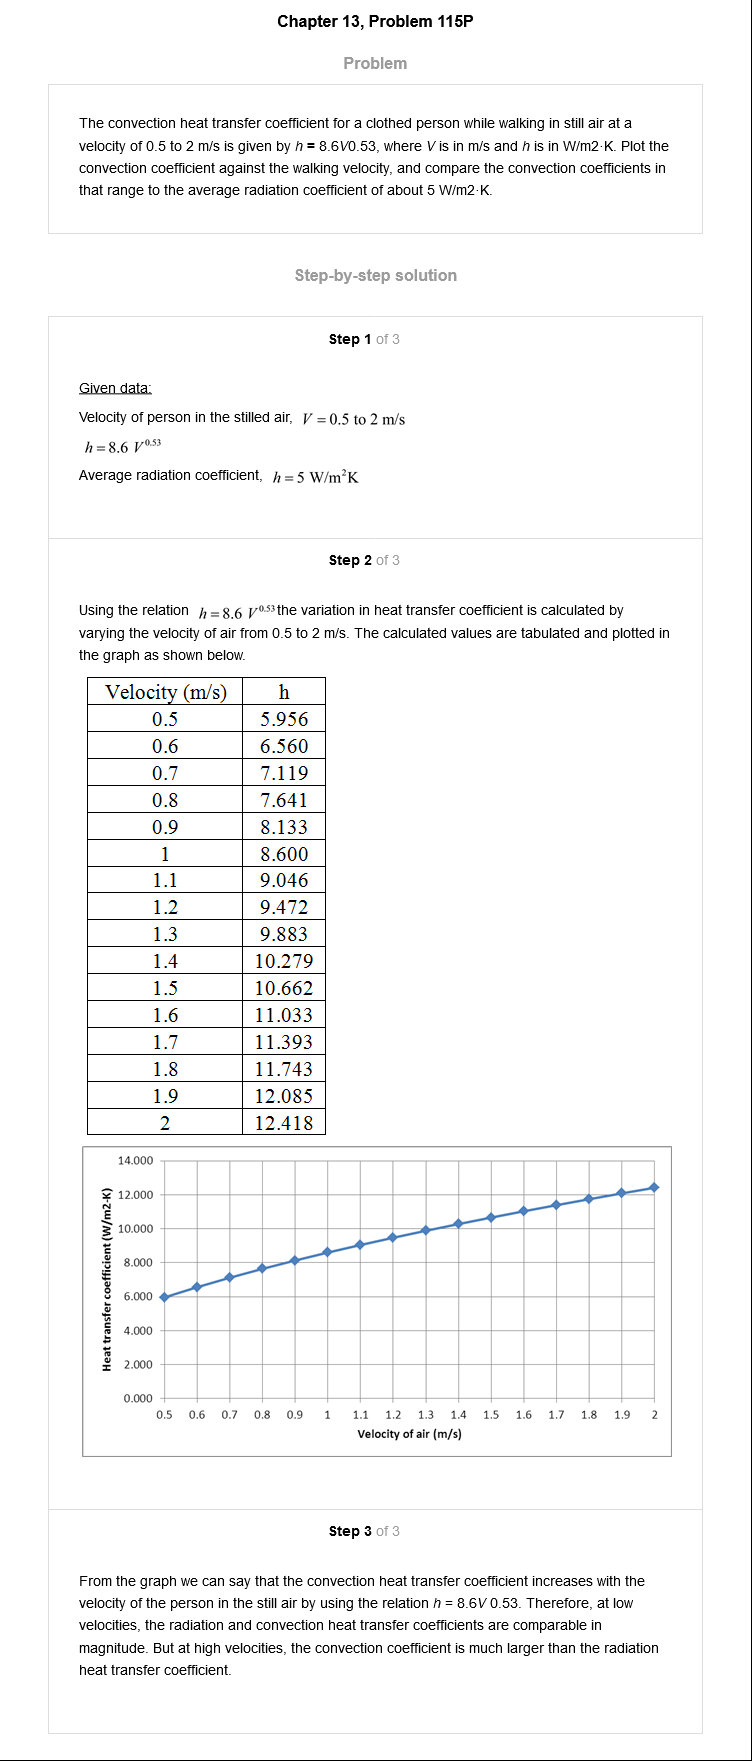 Chapter 13, Problem 115P
Problem
The convection heat transfer coefficient for a clothed person while walking in still air at a
velocity of 0.5 to 2 m/s is given by h = 8.6V0.53, where V is in m/s and h is in W/m2·K. Plot the
convection coefficient against the walking velocity, and compare the convection coefficients in
that range to the average radiation coefficient of about 5 W/m2·K.
Step-by-step solution
Step 1 of 3
Given data:
Velocity of person in the stilled air, V = 0.5 to 2 m/s
h = 8.6 V^0.53
Average radiation coefficient, h = 5 W/m²K
Step 2 of 3
Using the relation h = 8.6 V^0.53 the variation in heat transfer coefficient is calculated by
varying the velocity of air from 0.5 to 2 m/s. The calculated values are tabulated and plotted in
the graph as shown below.
Velocity (m/s) h
0.5 5.956
0.6 6.560
0.7 7.119
0.8 7.641
0.9 8.133
1 8.600
1.1 9.046
1.2 9.472
1.3 9.883
1.4 10.279
1.5 10.662
1.6 11.033
1.7 11.393
1.8 11.743
1.9 12.085
2 12.418
Heat transfer coefficient (W/m2-K)
14.000
12.000
10.000
8.000
6.000
4.000
2.000
0.000
0.5 0.6 0.7 0.8 0.9 1 1.1 1.2 1.3 1.4 1.5 1.6 1.7 1.8 1.9 2
Velocity of air (m/s)
Step 3 of 3
From the graph we can say that the convection heat transfer coefficient increases with the
velocity of the person in the still air by using the relation h = 8.6V 0.53. Therefore, at low
velocities, the radiation and convection heat transfer coefficients are comparable in
magnitude. But at high velocities, the convection coefficient is much larger than the radiation
heat transfer coefficient.